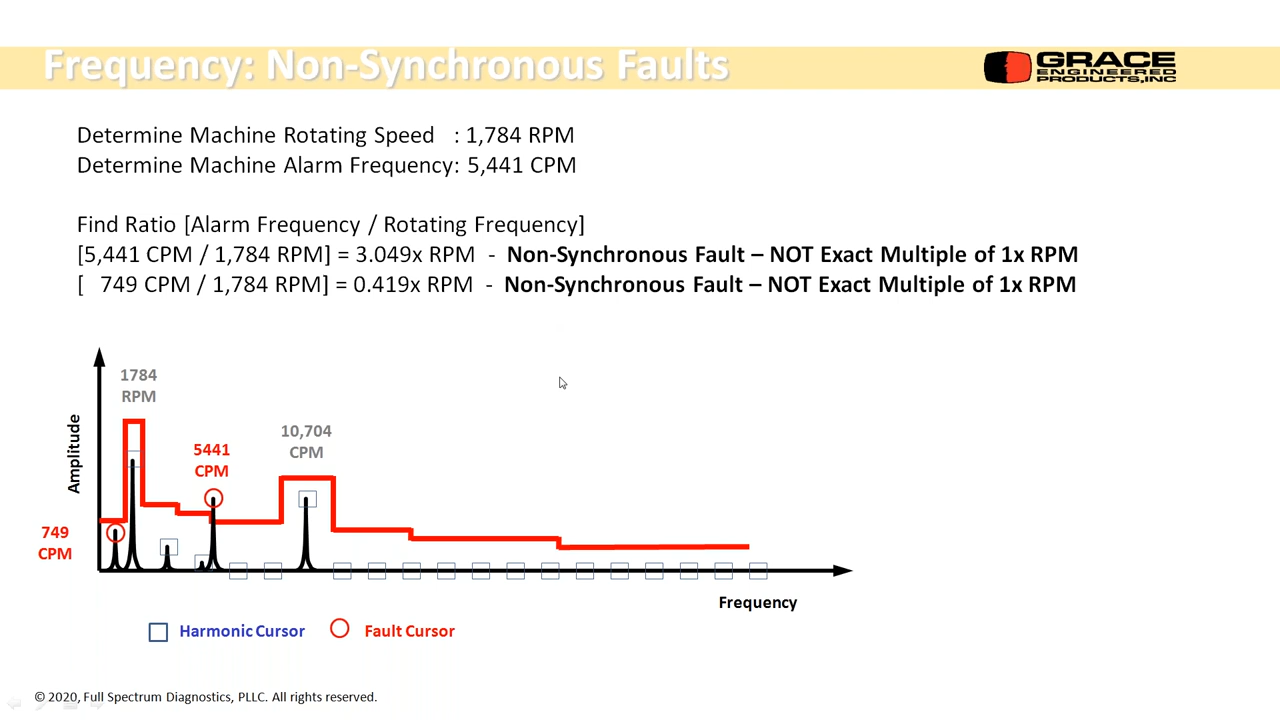 Frequency: Non-Synchronous Faults
GRACE
ENGINEERED
PRODUCTS, INC
Determine Machine Rotating Speed : 1,784 RPM
Determine Machine Alarm Frequency: 5,441 CPM
Find Ratio [Alarm Frequency / Rotating Frequency]
[5,441 CPM / 1,784 RPM] = 3.049x RPM - Non-Synchronous Fault – NOT Exact Multiple of 1x RPM
[ 749 CPM / 1,784 RPM] = 0.419x RPM - Non-Synchronous Fault – NOT Exact Multiple of 1x RPM
1784
RPM
5441
CPM
10,704
CPM
Amplitude
749
CPM
Frequency
Harmonic Cursor
Fault Cursor
© 2020, Full Spectrum Diagnostics, PLLC. All rights reserved.